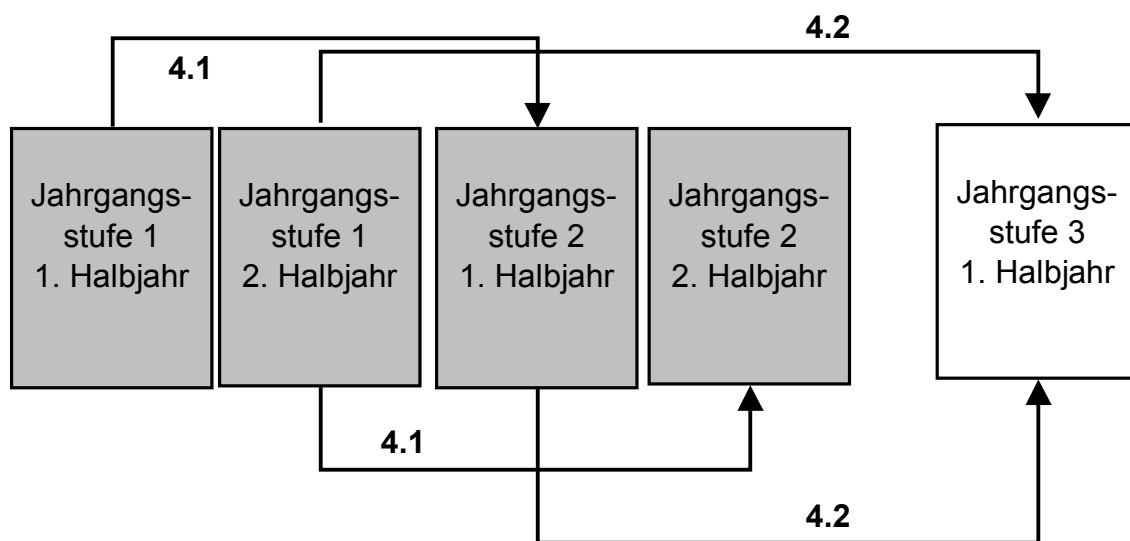 4.2
4.1
Jahrgangs-
stufe 1
1. Halbjahr
Jahrgangs-
stufe 1
2. Halbjahr
Jahrgangs-
stufe 2
1. Halbjahr
Jahrgangs-
stufe 2
2. Halbjahr
Jahrgangs-
stufe 3
1. Halbjahr
4.1
4.2